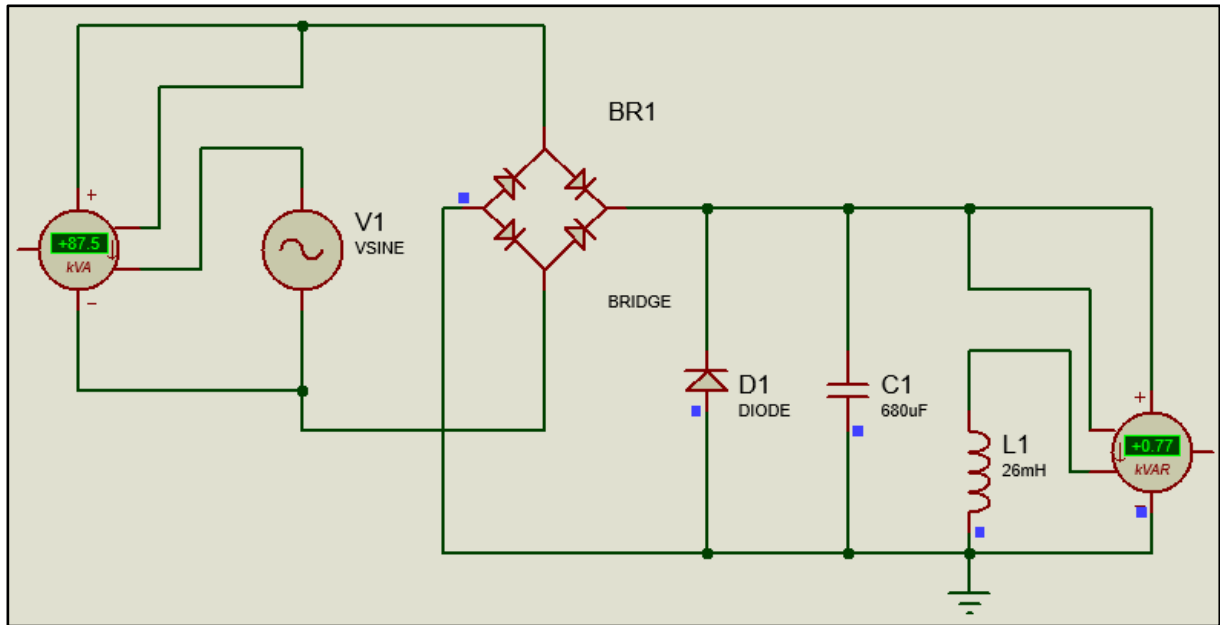 BR1
+
+87.5
kVA
−
V1
VSINE
BRIDGE
D1
DIODE
C1
680uF
L1
26mH
+
+0.77
kVAR